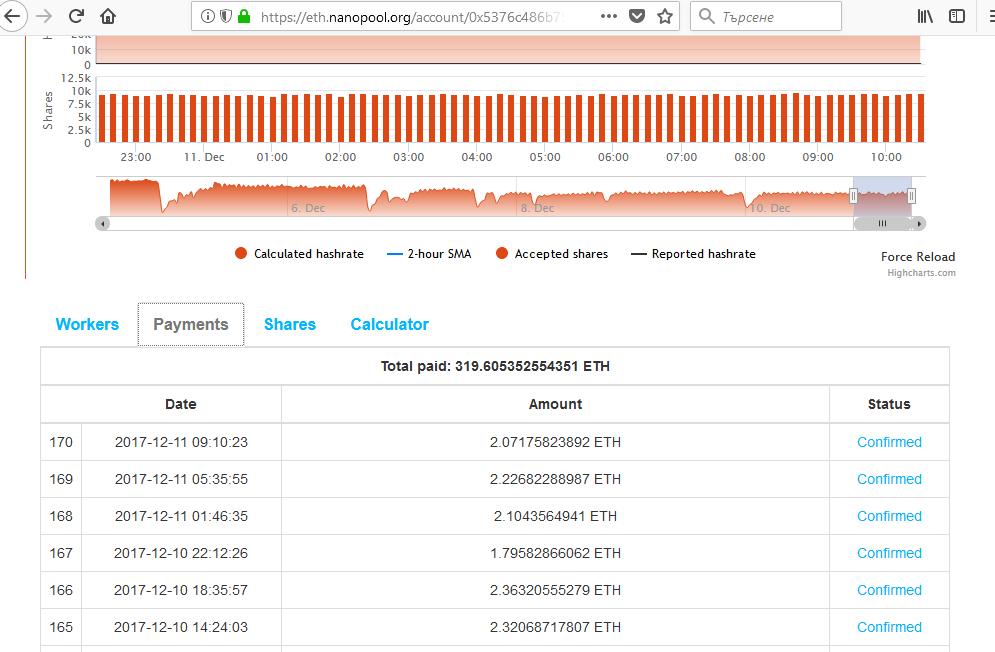 https://eth.nanopool.org/account/0x5376c486b7
Търсене
10k
0
Shares
12.5k
10k
7.5k
5k
2.5k
0
23:00 11. Dec 01:00 02:00 03:00 04:00 05:00 06:00 07:00 08:00 09:00 10:00
6. Dec 8. Dec 10. Dec
Calculated hashrate 2-hour SMA Accepted shares Reported hashrate
Force Reload
Highcharts.com
Workers Payments Shares Calculator
Total paid: 319.605352554351 ETH
Date Amount Status
170 2017-12-11 09:10:23 2.07175823892 ETH Confirmed
169 2017-12-11 05:35:55 2.22682288987 ETH Confirmed
168 2017-12-11 01:46:35 2.1043564941 ETH Confirmed
167 2017-12-10 22:12:26 1.79582866062 ETH Confirmed
166 2017-12-10 18:35:57 2.36320555279 ETH Confirmed
165 2017-12-10 14:24:03 2.32068717807 ETH Confirmed